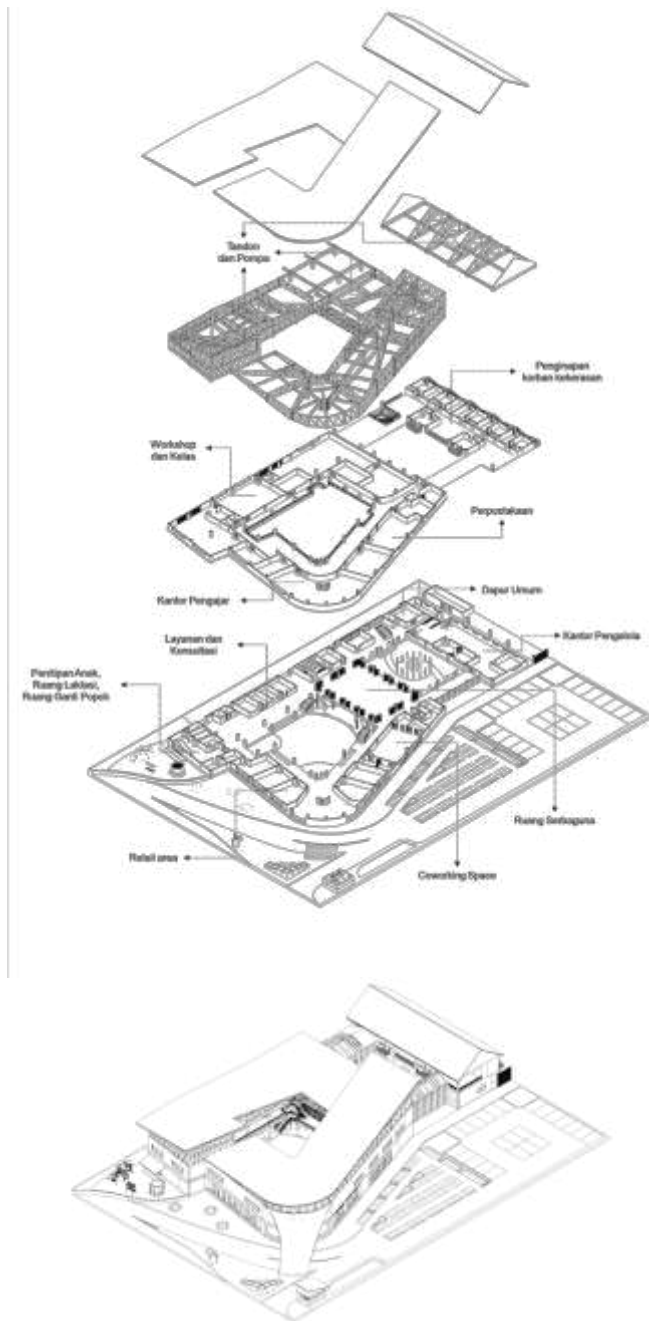 Tandon
dan Pompa
Penginapan
korban kekerasan
Workshop
dan Kelas
Perpustakaan
Kantor Pengajar
Dapur Umum
Layanan dan
Konsultasi
Kantor Pengelola
Penitipan Anak,
Ruang Laktasi,
Ruang Ganti Popok
Ruang Serbaguna
Retail area
Coworking Space